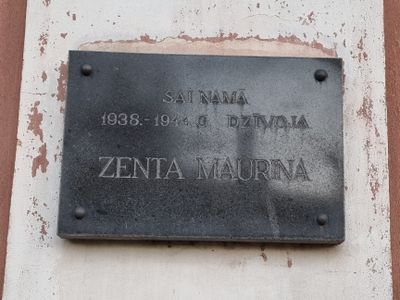 ŠAI NAMĀ
1938.-1944.G. DZĪVOJA
ZENTA MAURIŅA